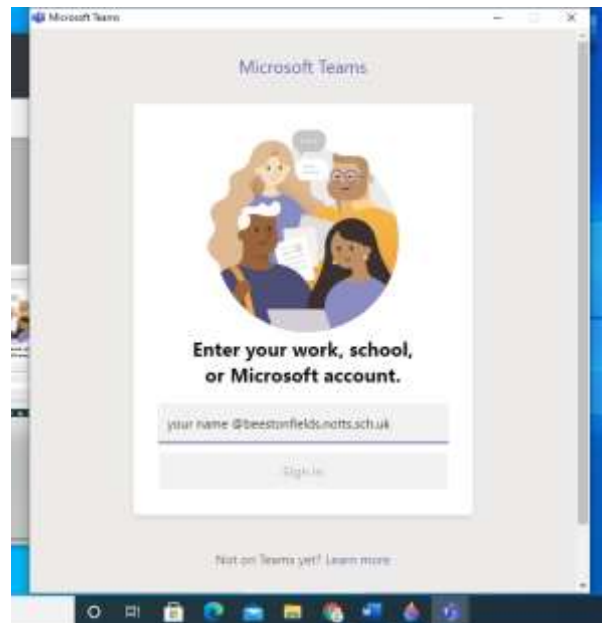 Microsoft Teams
Microsoft Teams
Enter your work, school,
or Microsoft account.
your name @beestonfields.notts.sch.uk
Sign in
Not on Teams yet? Learn more